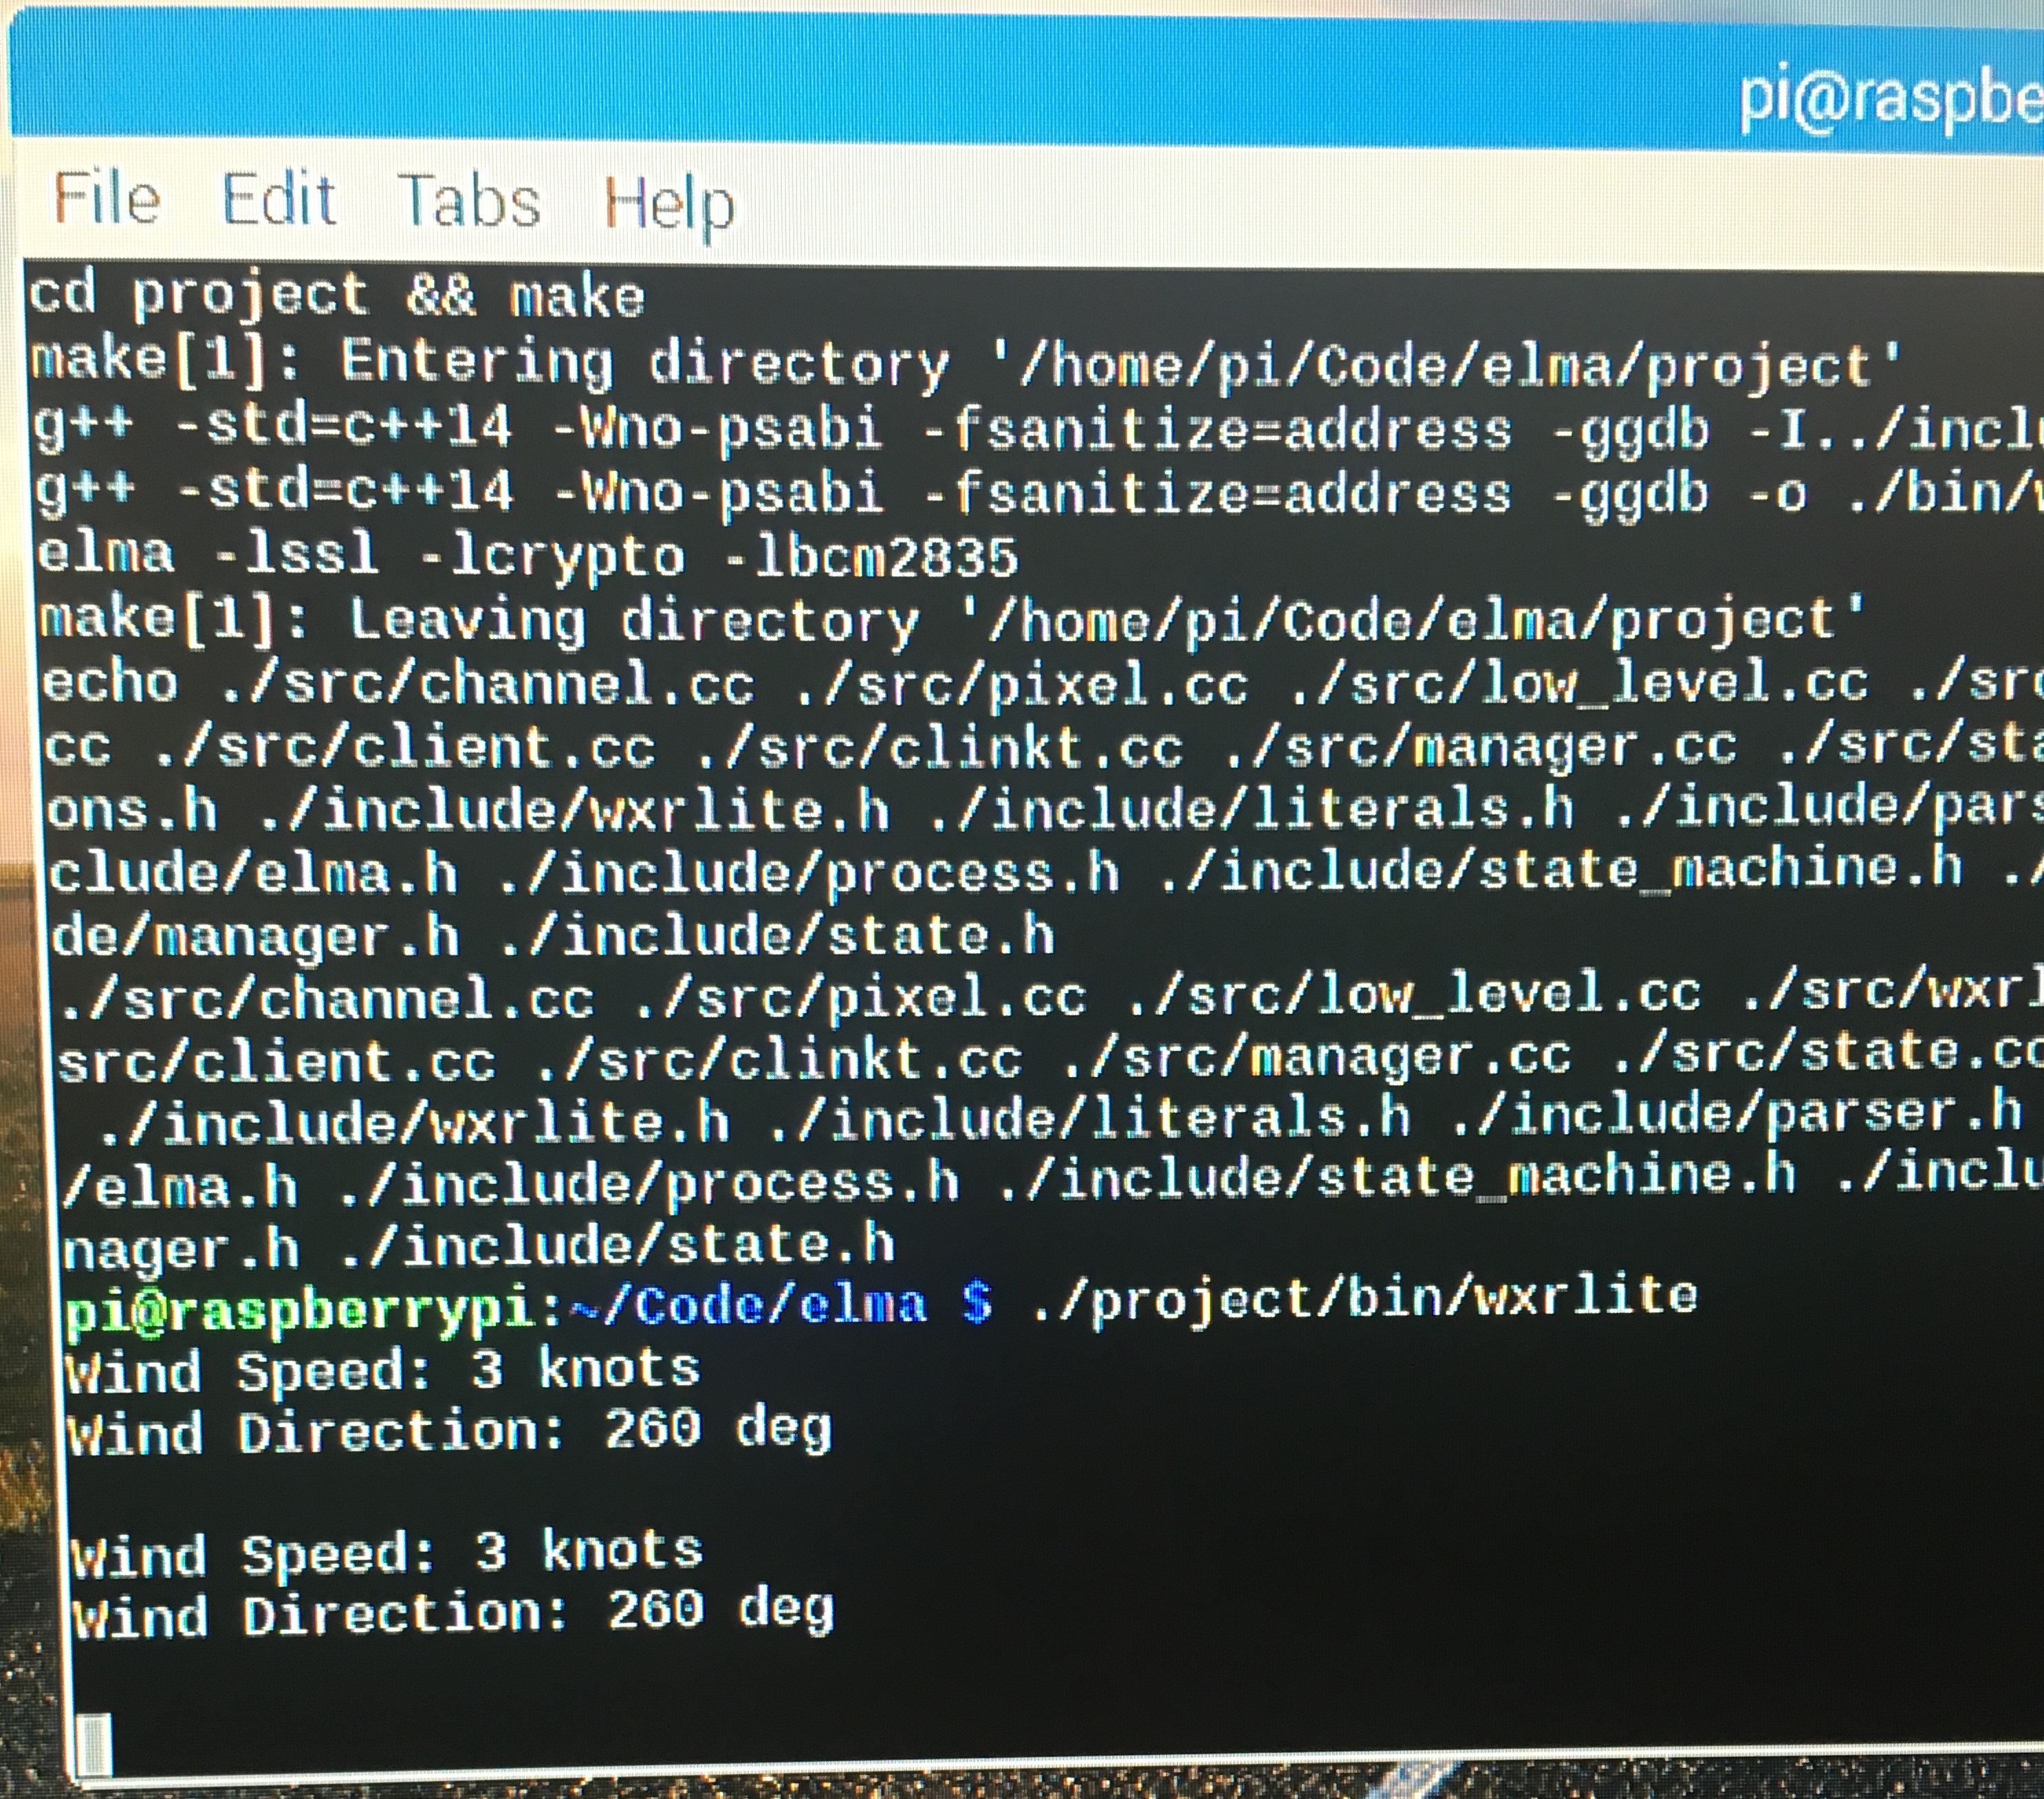 pi@raspbe
File Edit Tabs Help
cd project && make
make[1]: Entering directory '/home/pi/Code/elma/project'
g++ -std=c++14 -Wno-psabi -fsanitize=address -ggdb -I../incl
g++ -std=c++14 -Wno-psabi -fsanitize=address -ggdb -o ./bin/
elma -lssl -lcrypto -lbcm2835
make[1]: Leaving directory '/home/pi/Code/elma/project'
echo ./src/channel.cc ./src/pixel.cc ./src/low_level.cc ./src
cc ./src/client.cc ./src/clinkt.cc ./src/manager.cc ./src/sta
ons.h ./include/wxrlite.h ./include/literals.h ./include/pars
clude/elma.h ./include/process.h ./include/state_machine.h ./
de/manager.h ./include/state.h
./src/channel.cc ./src/pixel.cc ./src/low_level.cc ./src/wxrl
src/client.cc ./src/clinkt.cc ./src/manager.cc ./src/state.cc
./include/wxrlite.h ./include/literals.h ./include/parser.h
/elma.h ./include/process.h ./include/state_machine.h ./inclu
nager.h ./include/state.h
pi@raspberrypi:~/Code/elma $ ./project/bin/wxrlite
Wind Speed: 3 knots
Wind Direction: 260 deg
Wind Speed: 3 knots
Wind Direction: 260 deg